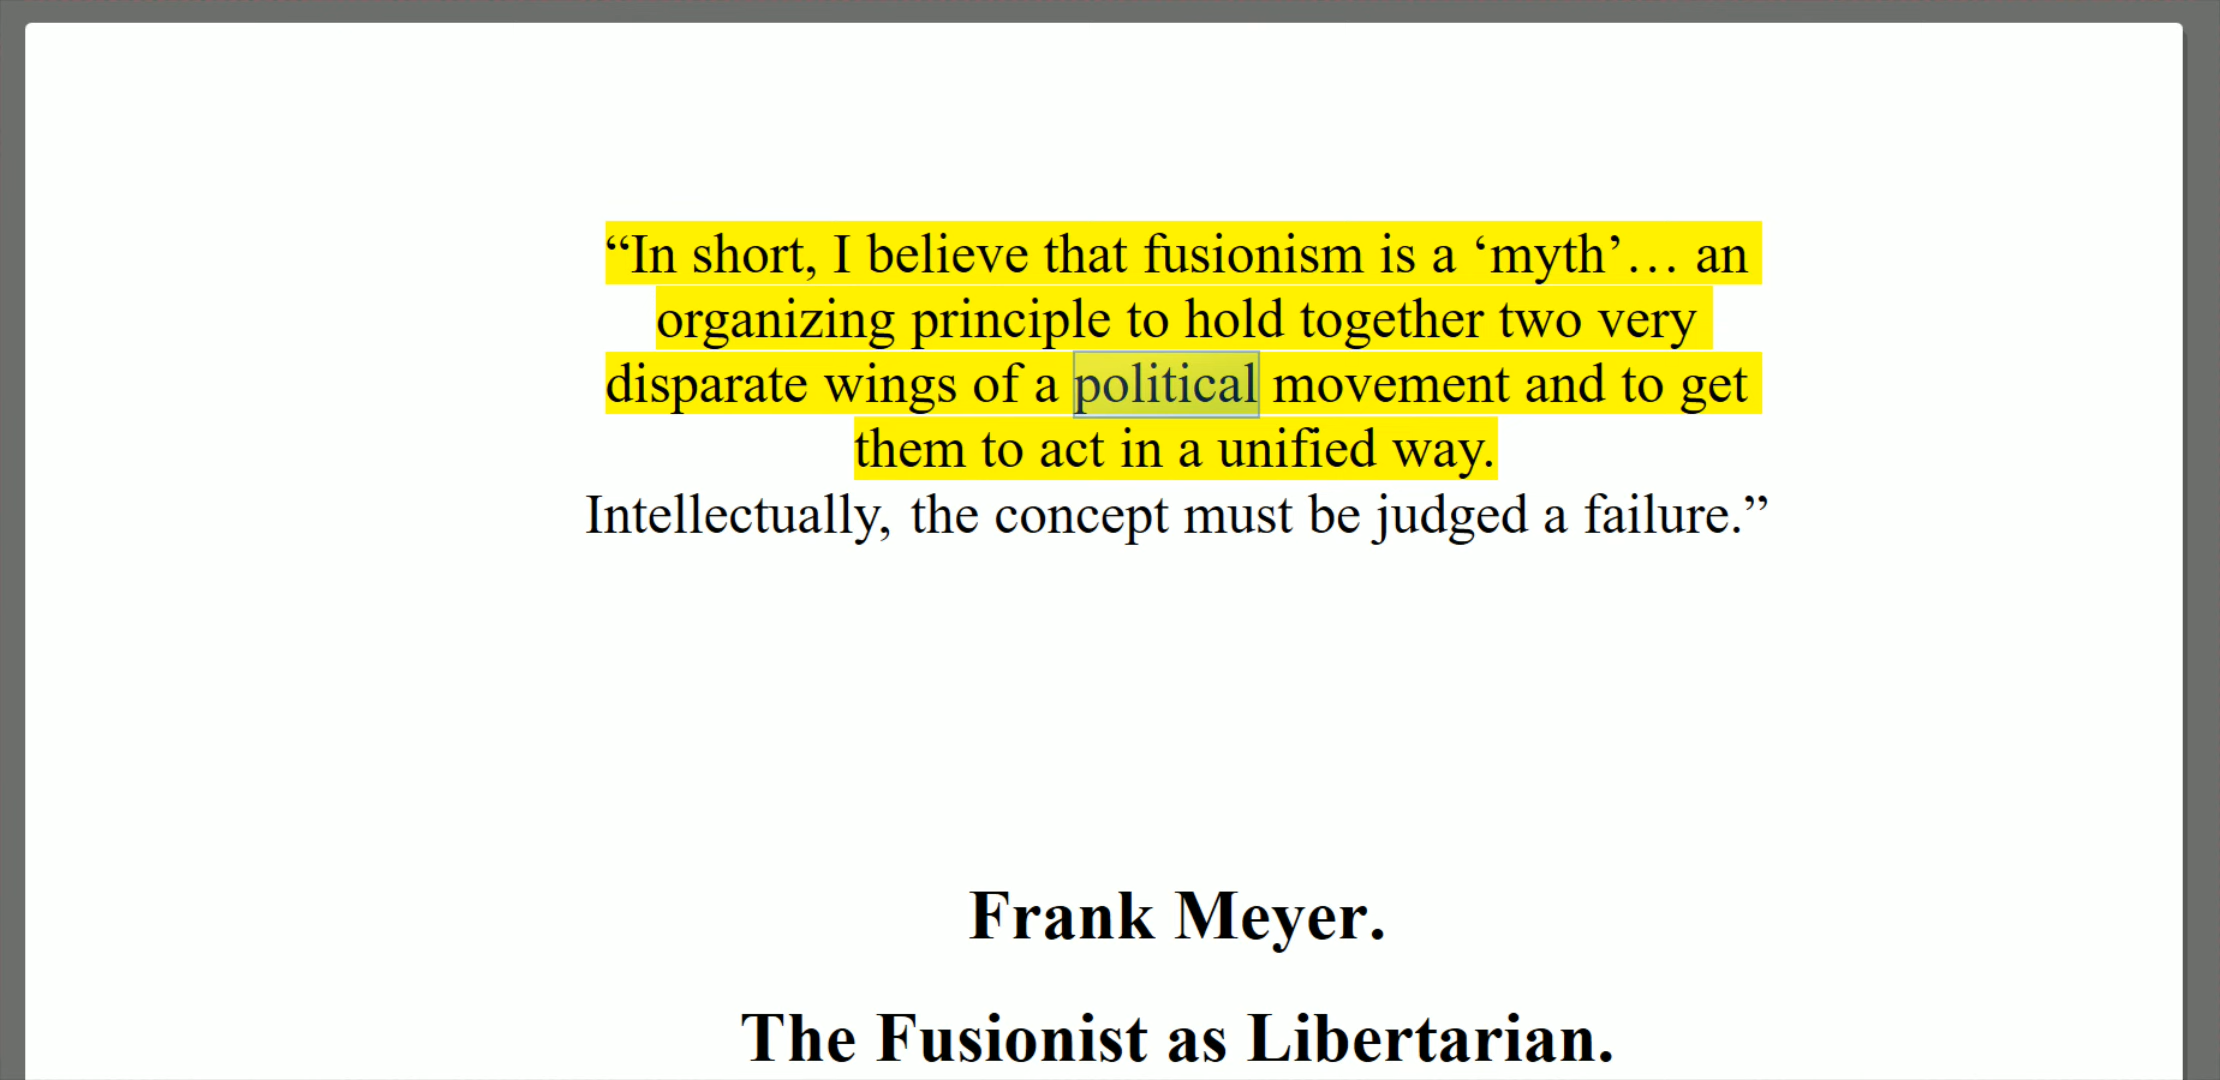 “In short, I believe that fusionism is a ‘myth’… an
organizing principle to hold together two very
disparate wings of a political movement and to get
them to act in a unified way.
Intellectually, the concept must be judged a failure.”
Frank Meyer.
The Fusionist as Libertarian.